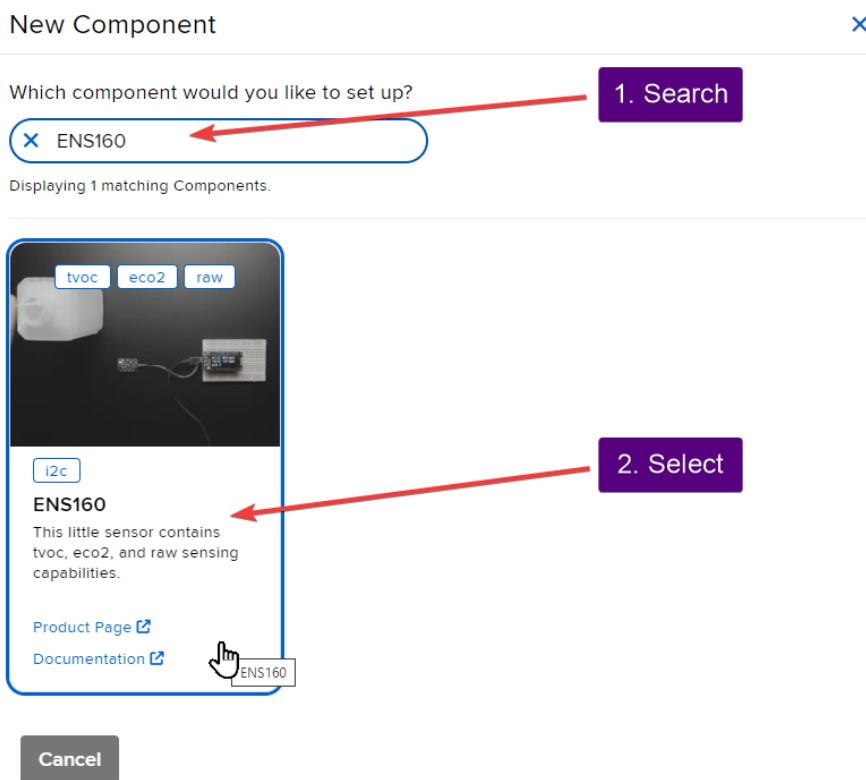 New Component
Which component would you like to set up?
1. Search
ENS160
Displaying 1 matching Components.
tvoc
eco2
raw
i2c
2. Select
ENS160
This little sensor contains
tvoc, eco2, and raw sensing
capabilities.
Product Page
Documentation
ENS160
Cancel